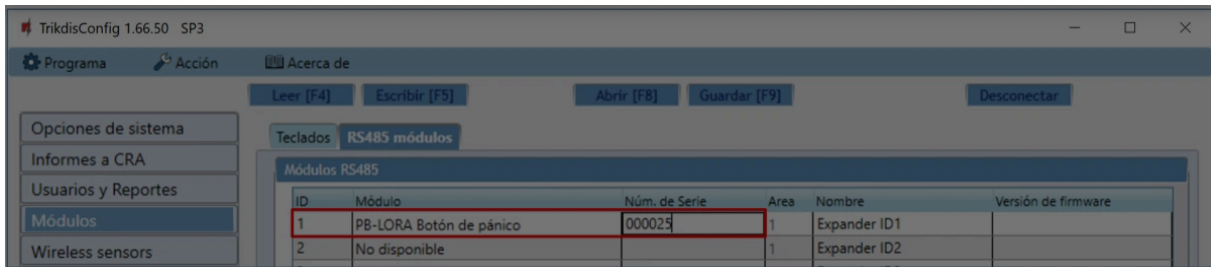 TrikdisConfig 1.66.50 SP3
Programa Acción Acerca de
Leer [F4] Escribir [F5] Abrir [F8] Guardar [F9] Desconectar
Opciones de sistema
Teclados RS485 módulos
Informes a CRA
Módulos RS485
Usuarios y Reportes
ID Módulo Núm. de Serie Area Nombre Versión de firmware
Módulos
1 PB-LORA Botón de pánico 000025 1 Expander ID1
Wireless sensors
2 No disponible 1 Expander ID2